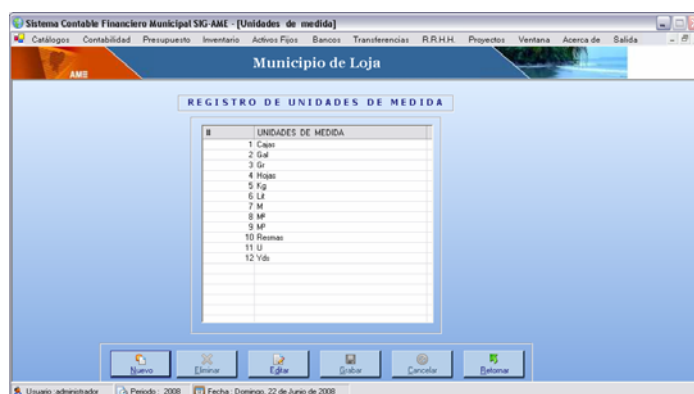 Sistema Contable Financiero Municipal SIG-AME - [Unidades de medida]
Catálogos Contabilidad Presupuesto Inventario Activos Fijos Bancos Transferencias R.R.H.H. Proyectos Ventana Acerca de Salida
AME
Municipio de Loja
REGISTRO DE UNIDADES DE MEDIDA
# UNIDADES DE MEDIDA
1 Cajas
2 Gal
3 Gr
4 Hojas
5 Kg
6 Lit
7 M
8
9
10 Resmas
11 U
12 Yds
Nuevo Eliminar Editar Grabar Cancelar Retornar
Usuario :administrador Periodo : 2008 Fecha : Domingo, 22 de Junio de 2008